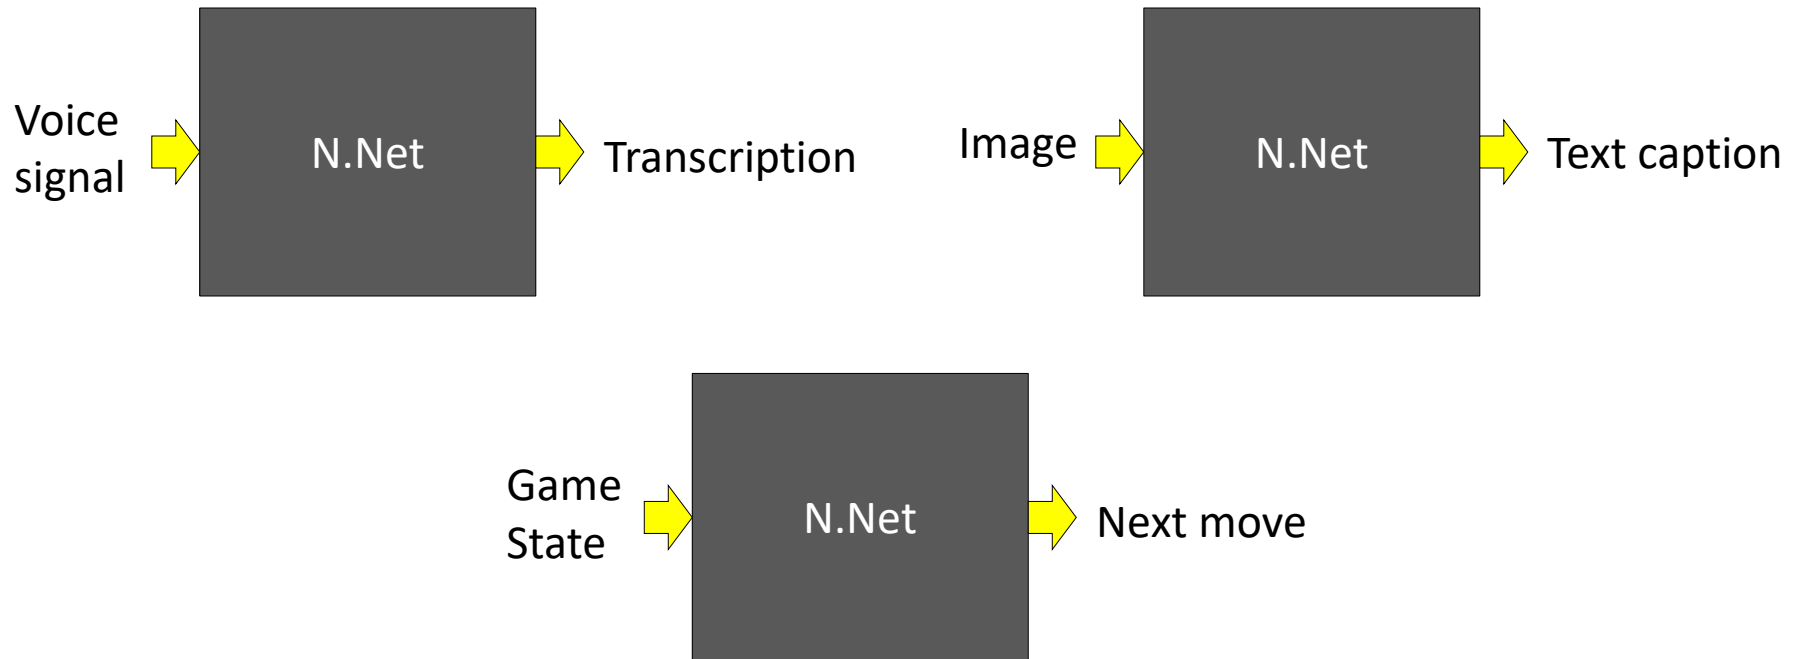 Voice
signal
N.Net
Transcription
Image
N.Net
Text caption
Game
State
N.Net
Next move